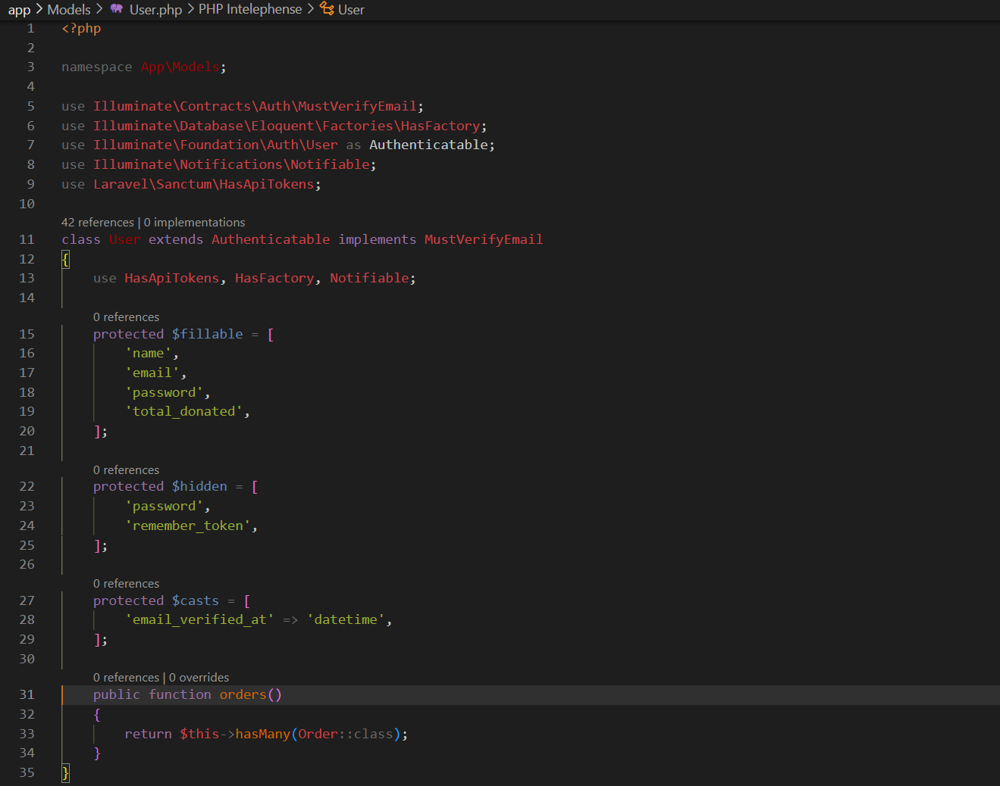 app > Models > User.php > PHP Intelephense > User
1 <?php
2
3 namespace App\Models;
4
5 use Illuminate\Contracts\Auth\MustVerifyEmail;
6 use Illuminate\Database\Eloquent\Factories\HasFactory;
7 use Illuminate\Foundation\Auth\User as Authenticatable;
8 use Illuminate\Notifications\Notifiable;
9 use Laravel\Sanctum\HasApiTokens;
10
42 references | 0 implementations
11 class User extends Authenticatable implements MustVerifyEmail
12 {
13     use HasApiTokens, HasFactory, Notifiable;
14
0 references
15     protected $fillable = [
16         'name',
17         'email',
18         'password',
19         'total_donated',
20     ];
21
0 references
22     protected $hidden = [
23         'password',
24         'remember_token',
25     ];
26
0 references
27     protected $casts = [
28         'email_verified_at' => 'datetime',
29     ];
30
0 references | 0 overrides
31     public function orders()
32     {
33         return $this->hasMany(Order::class);
34     }
35 }